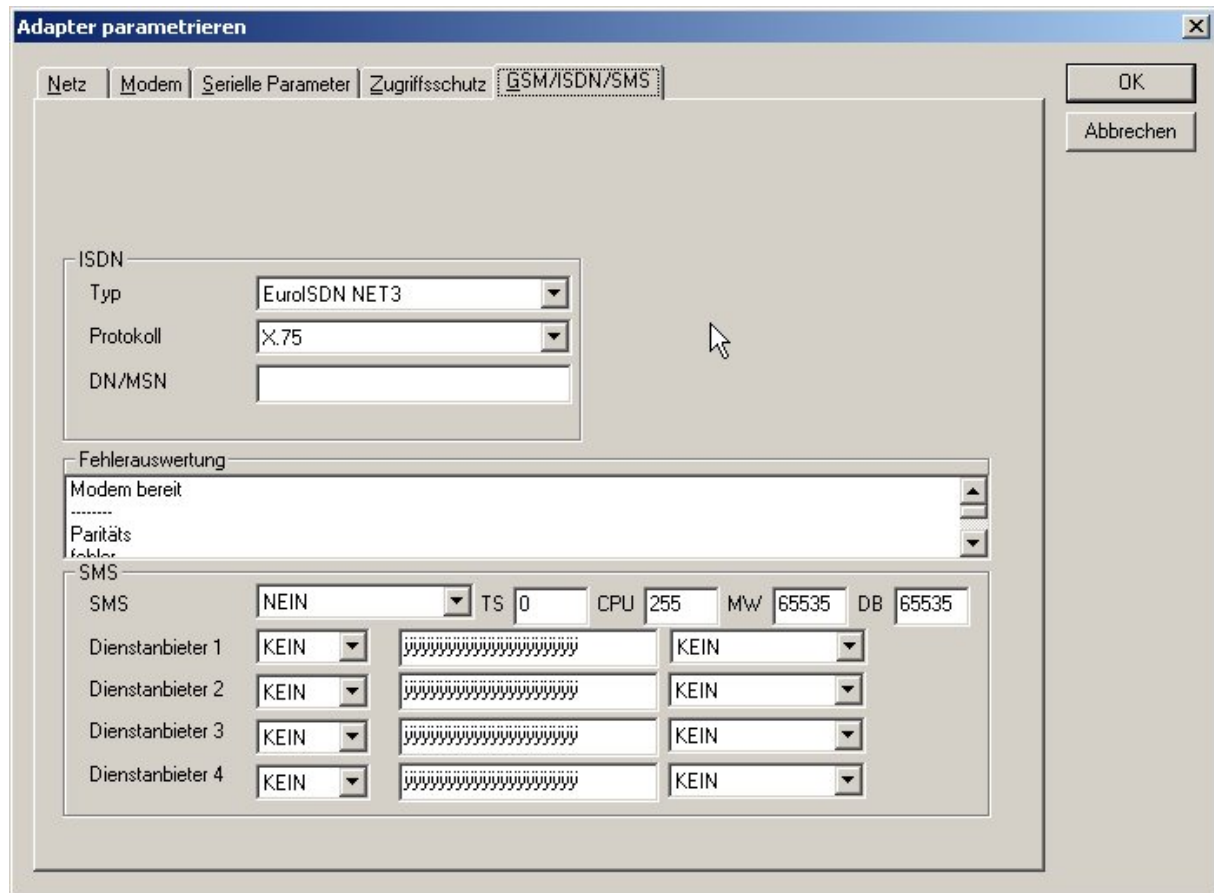 Adapter parametrieren
Netz Modem Serielle Parameter Zugriffsschutz GSM/ISDN/SMS
OK
Abbrechen
ISDN
Typ EuroISDN NET3
Protokoll X.75
DN/MSN
Fehlerauswertung
Modem bereit
--------
Paritäts
fehler
SMS
SMS NEIN TS 0 CPU 255 MW 65535 DB 65535
Dienstanbieter 1 KEIN ÿÿÿÿÿÿÿÿÿÿÿÿÿÿÿÿÿÿÿÿ KEIN
Dienstanbieter 2 KEIN ÿÿÿÿÿÿÿÿÿÿÿÿÿÿÿÿÿÿÿÿ KEIN
Dienstanbieter 3 KEIN ÿÿÿÿÿÿÿÿÿÿÿÿÿÿÿÿÿÿÿÿ KEIN
Dienstanbieter 4 KEIN ÿÿÿÿÿÿÿÿÿÿÿÿÿÿÿÿÿÿÿÿ KEIN